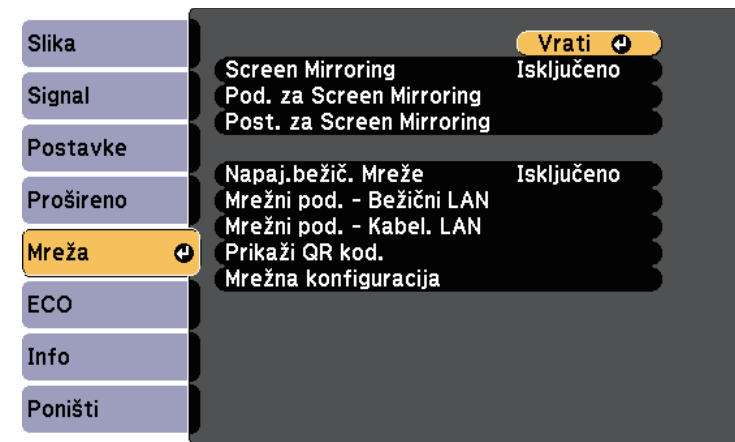 Slika
Signal
Postavke
Prošireno
Mreža
ECO
Info
Poništi
Vrati
Screen Mirroring Isključeno
Pod. za Screen Mirroring
Post. za Screen Mirroring
Napaj.bežič. Mreže Isključeno
Mrežni pod. - Bežični LAN
Mrežni pod. - Kabel. LAN
Prikaži QR kod.
Mrežna konfiguracija